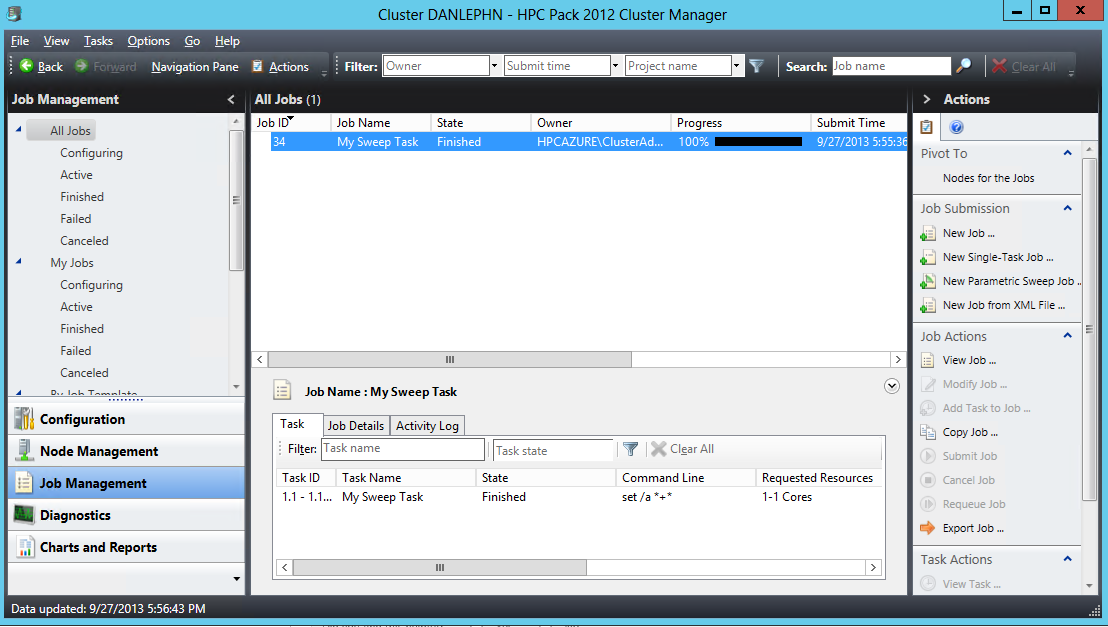 Cluster DANLEPHN - HPC Pack 2012 Cluster Manager
File View Tasks Options Go Help
Back Forward Navigation Pane Actions Filter: Owner Submit time Project name Search: Job name Clear All
Job Management
All Jobs
Configuring
Active
Finished
Failed
Canceled
My Jobs
Configuring
Active
Finished
Failed
Canceled
By Job Template
Configuration
Node Management
Job Management
Diagnostics
Charts and Reports
All Jobs (1)
Job ID Job Name State Owner Progress Submit Time
34 My Sweep Task Finished HPCAZURE\ClusterAd... 100% 9/27/2013 5:55:36
Job Name : My Sweep Task
Task Job Details Activity Log
Filter: Task name Task state Clear All
Task ID Task Name State Command Line Requested Resources
1.1 - 1.1... My Sweep Task Finished set /a *+* 1-1 Cores
Actions
Pivot To
Nodes for the Jobs
Job Submission
New Job ...
New Single-Task Job ...
New Parametric Sweep Job ..
New Job from XML File ...
Job Actions
View Job ...
Modify Job ...
Add Task to Job ...
Copy Job ...
Submit Job
Cancel Job
Requeue Job
Export Job ...
Task Actions
View Task ...
Data updated: 9/27/2013 5:56:43 PM